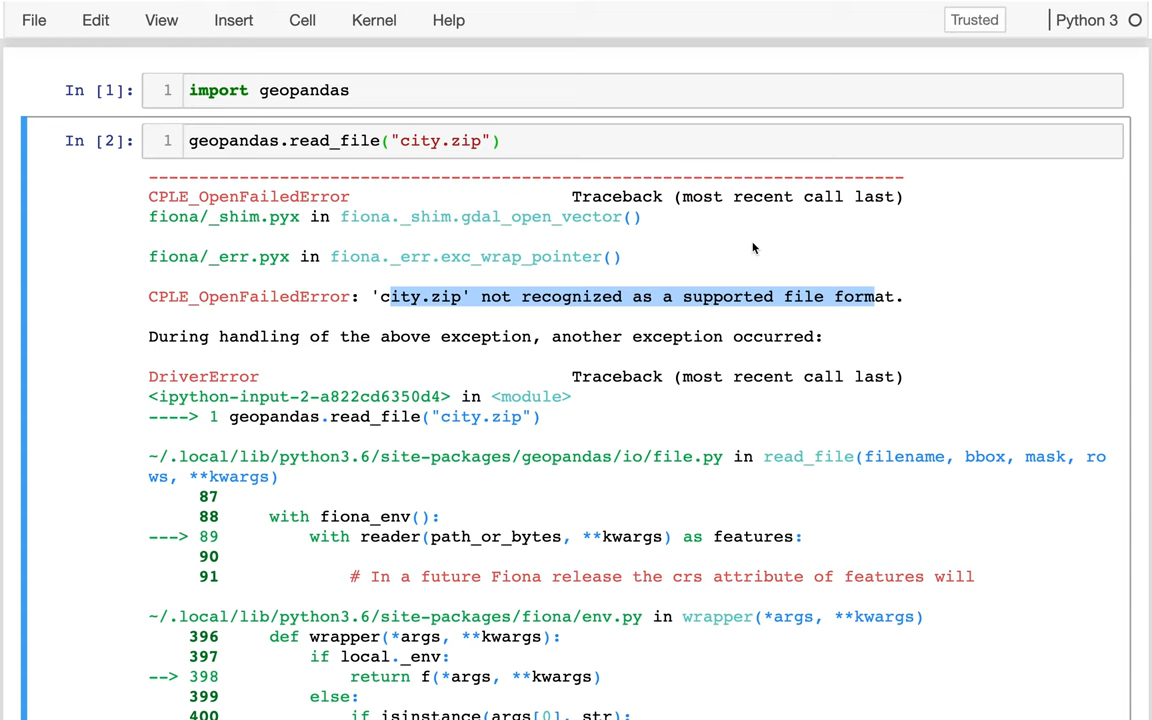 File Edit View Insert Cell Kernel Help Trusted Python 3
In [1]: 1 import geopandas
In [2]: 1 geopandas.read_file("city.zip")
---------------------------------------------------------------------------
CPLE_OpenFailedError Traceback (most recent call last)
fiona/_shim.pyx in fiona._shim.gdal_open_vector()
fiona/_err.pyx in fiona._err.exc_wrap_pointer()
CPLE_OpenFailedError: 'city.zip' not recognized as a supported file format.
During handling of the above exception, another exception occurred:
DriverError Traceback (most recent call last)
<ipython-input-2-a822cd6350d4> in <module>
----> 1 geopandas.read_file("city.zip")
~/.local/lib/python3.6/site-packages/geopandas/io/file.py in read_file(filename, bbox, mask, ro
ws, **kwargs)
87
88 with fiona_env():
---> 89 with reader(path_or_bytes, **kwargs) as features:
90
91 # In a future Fiona release the crs attribute of features will
~/.local/lib/python3.6/site-packages/fiona/env.py in wrapper(*args, **kwargs)
396 def wrapper(*args, **kwargs):
397 if local._env:
--> 398 return f(*args, **kwargs)
399 else:
400 if isinstance(args[0], str):